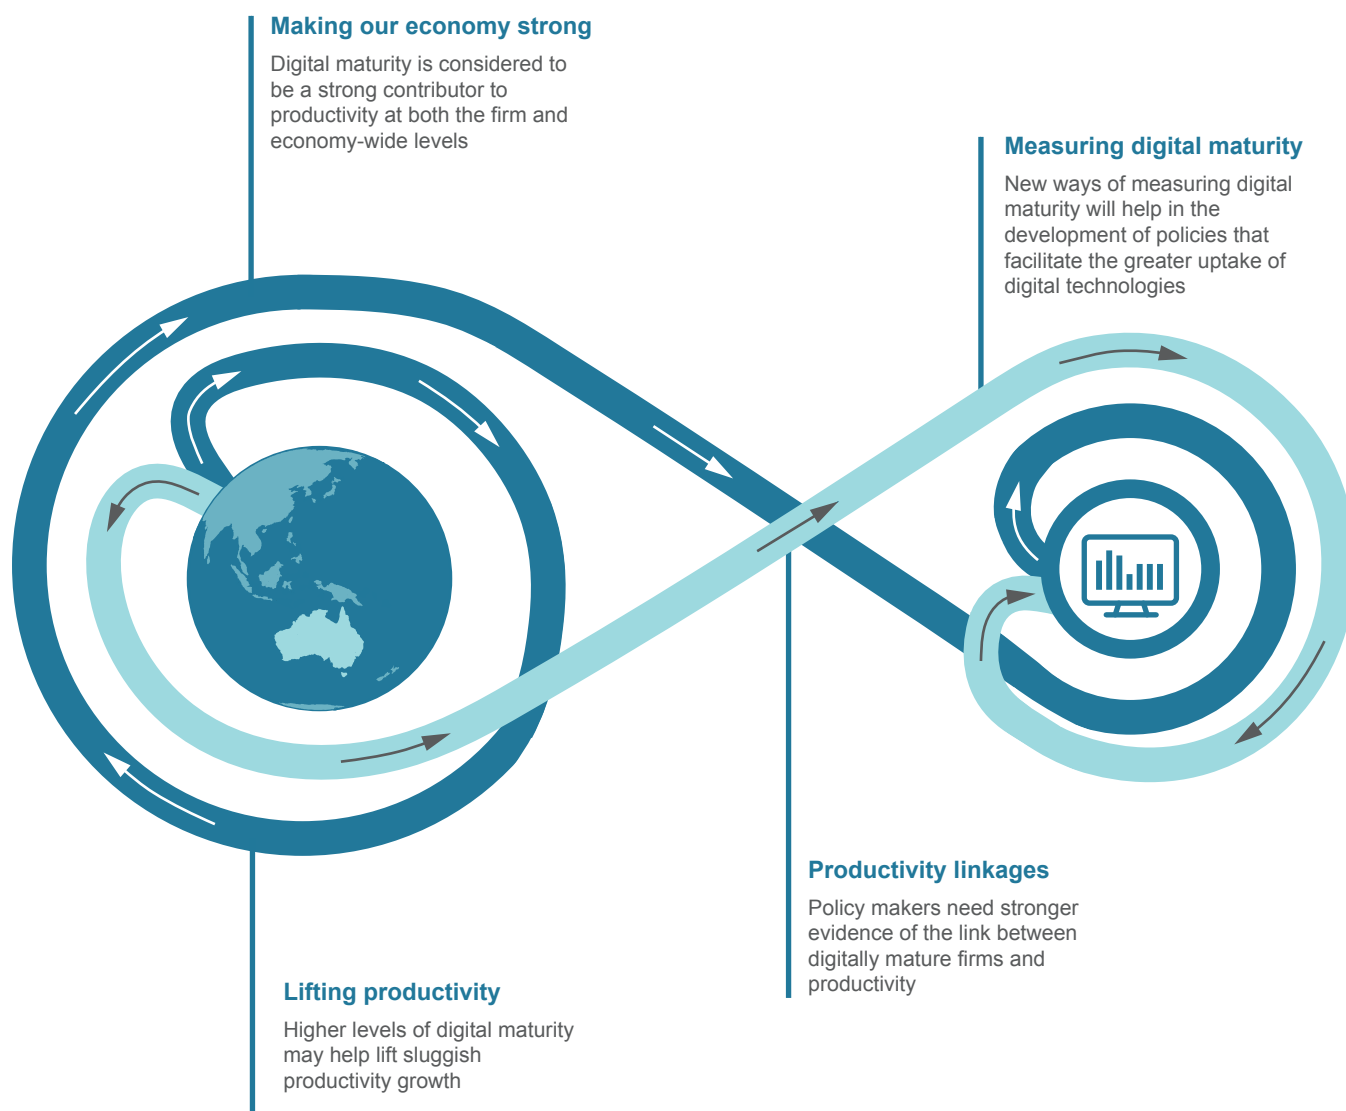 Making our economy strong
Digital maturity is considered to
be a strong contributor to
productivity at both the firm and
economy-wide levels
Measuring digital maturity
New ways of measuring digital
maturity will help in the
development of policies that
facilitate the greater uptake of
digital technologies
Productivity linkages
Policy makers need stronger
evidence of the link between
digitally mature firms and
productivity
Lifting productivity
Higher levels of digital maturity
may help lift sluggish
productivity growth